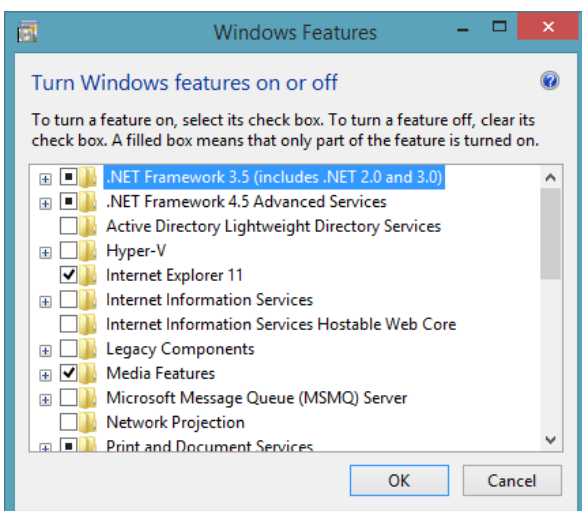 Windows Features
Turn Windows features on or off
To turn a feature on, select its check box. To turn a feature off, clear its
check box. A filled box means that only part of the feature is turned on.
.NET Framework 3.5 (includes .NET 2.0 and 3.0)
.NET Framework 4.5 Advanced Services
Active Directory Lightweight Directory Services
Hyper-V
Internet Explorer 11
Internet Information Services
Internet Information Services Hostable Web Core
Legacy Components
Media Features
Microsoft Message Queue (MSMQ) Server
Network Projection
Print and Document Services
OK Cancel